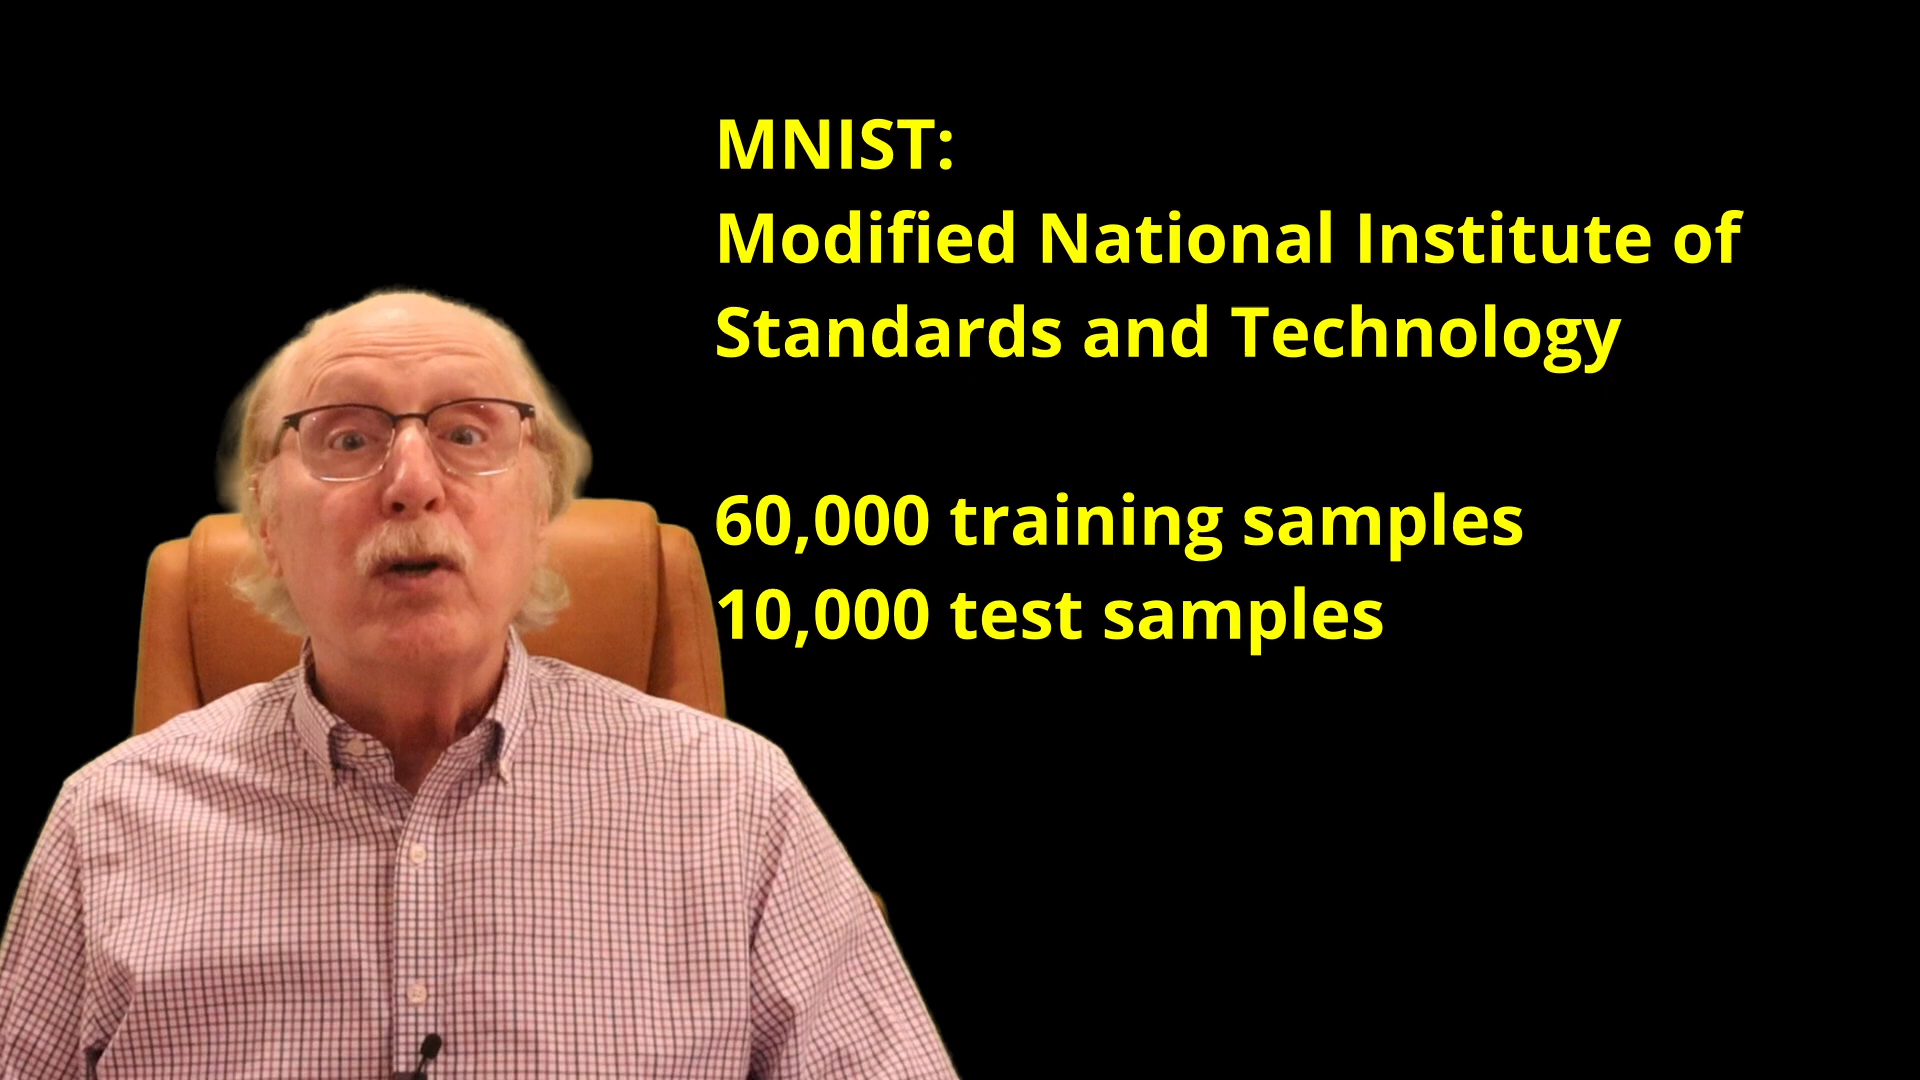 MNIST:
Modified National Institute of
Standards and Technology
60,000 training samples
10,000 test samples